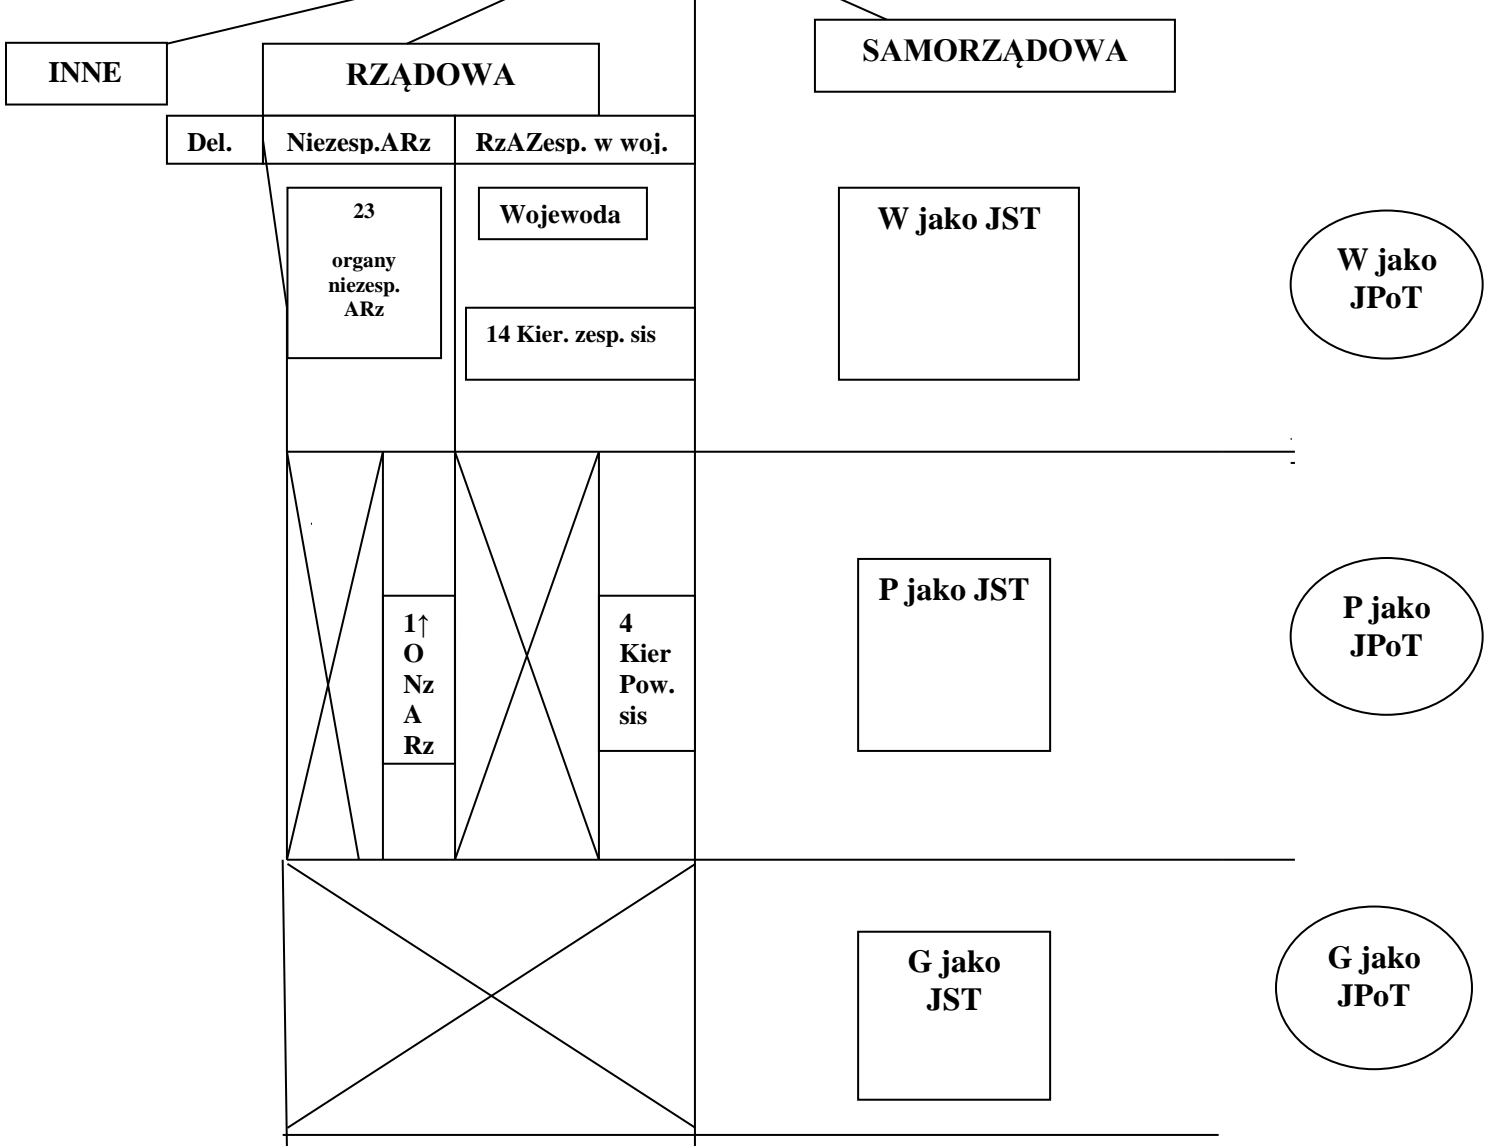 INNE
RZĄDOWA
SAMORZĄDOWA
Del.
Niezesp.ARz
RzAZesp. w woj.
23
organy
niezesp.
ARz
Wojewoda
14 Kier. zesp. sis
W jako JST
W jako
JPoT
1↑
O
Nz
A
Rz
4
Kier
Pow.
sis
P jako JST
P jako
JPoT
G jako
JST
G jako
JPoT